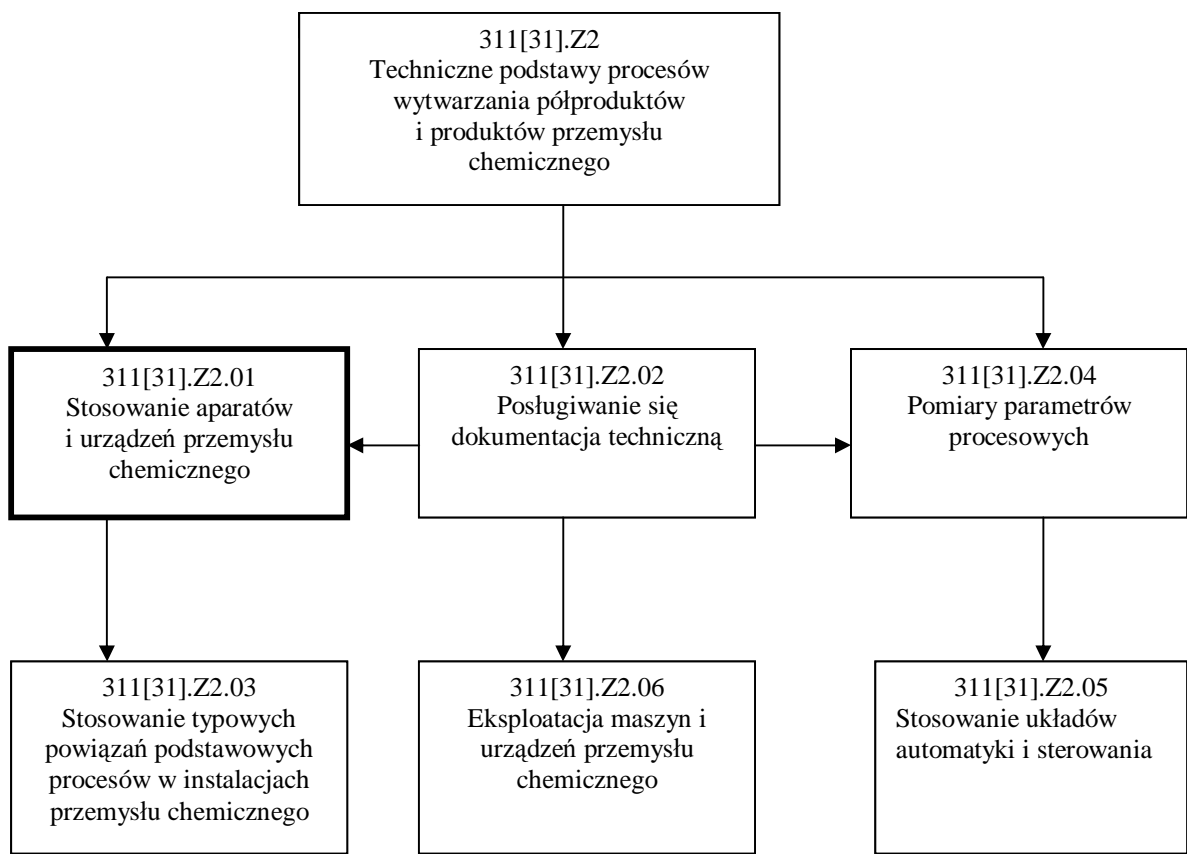 311[31].Z2
Techniczne podstawy procesów
wytwarzania półproduktów
i produktów przemysłu
chemicznego
311[31].Z2.01
Stosowanie aparatów
i urządzeń przemysłu
chemicznego
311[31].Z2.02
Posługiwanie się
dokumentacja techniczną
311[31].Z2.04
Pomiary parametrów
procesowych
311[31].Z2.03
Stosowanie typowych
powiązań podstawowych
procesów w instalacjach
przemysłu chemicznego
311[31].Z2.06
Eksploatacja maszyn i
urządzeń przemysłu
chemicznego
311[31].Z2.05
Stosowanie układów
automatyki i sterowania